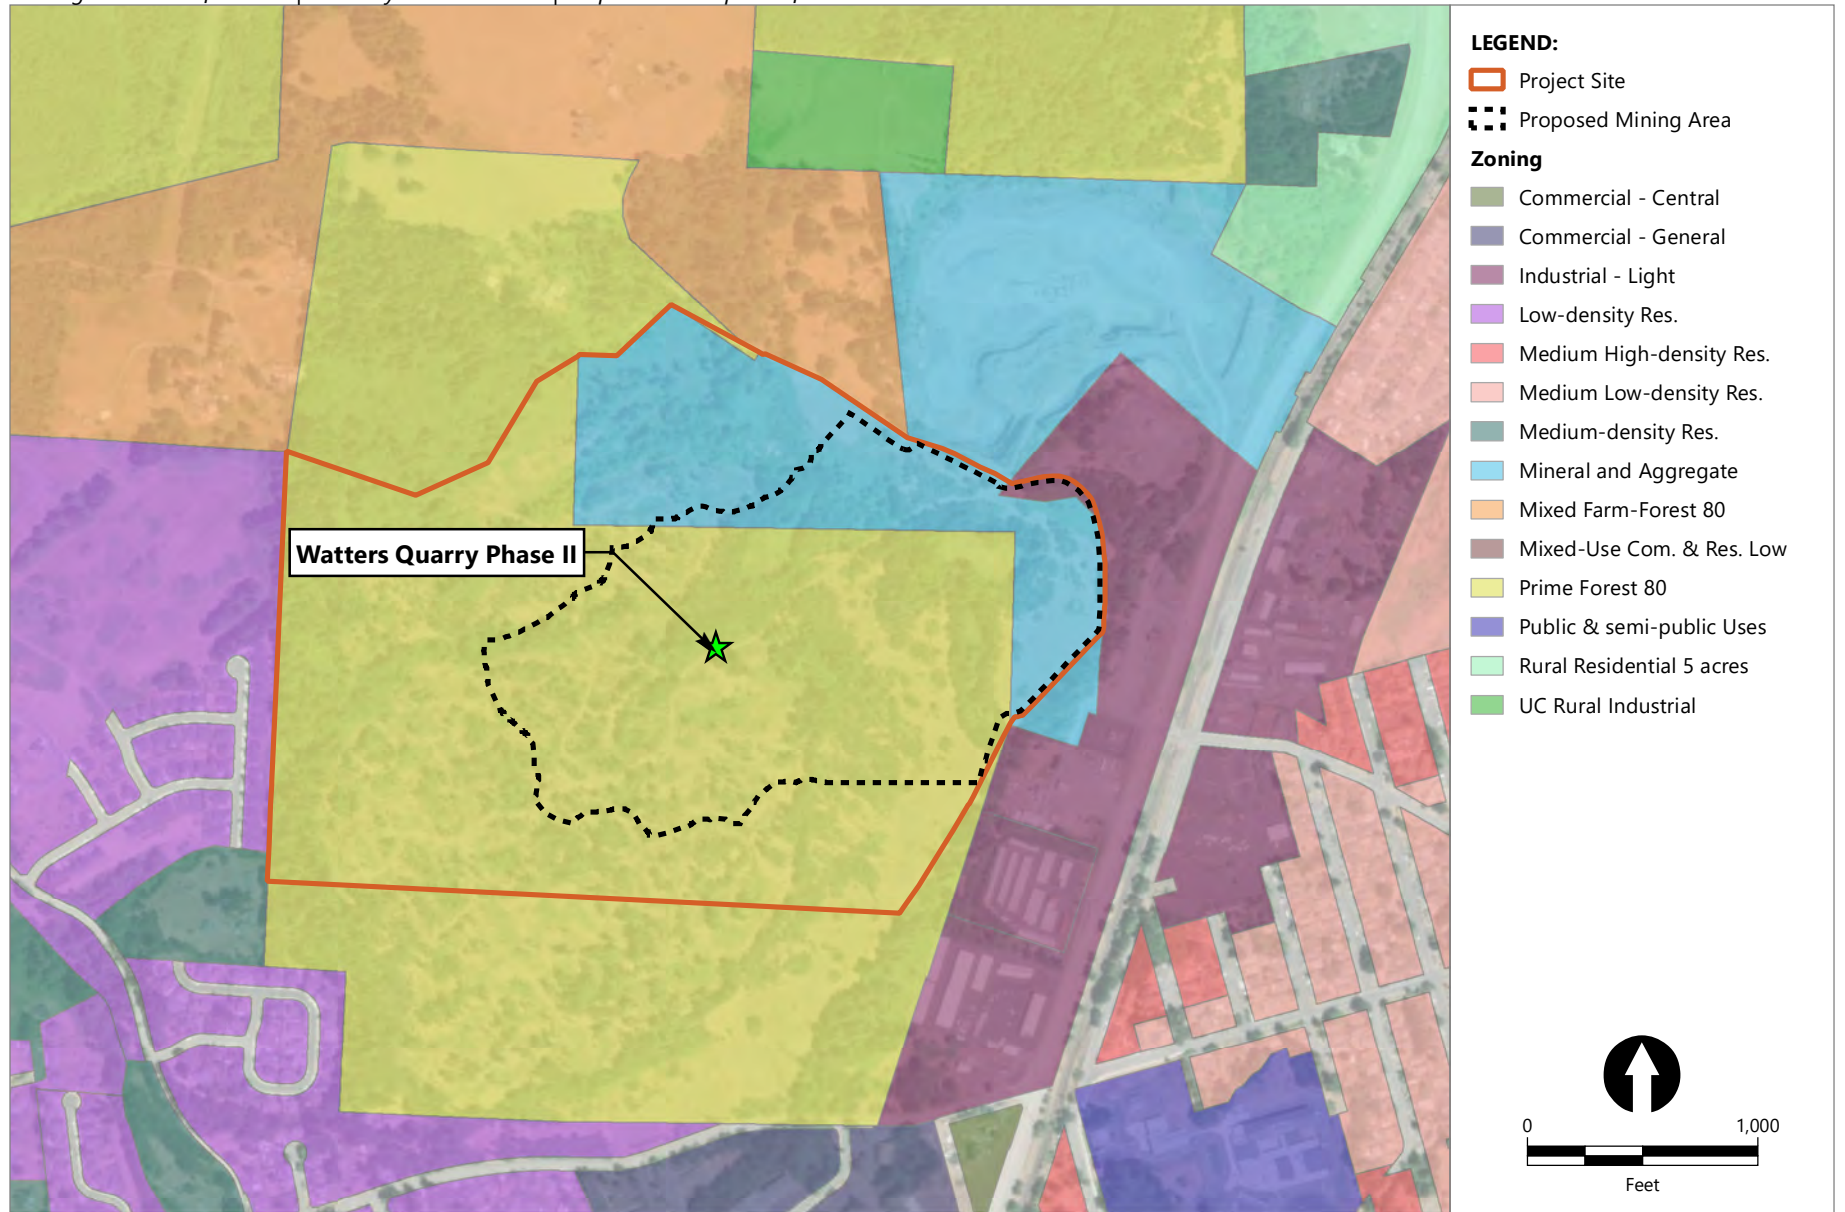 LEGEND:
Project Site
Proposed Mining Area
Zoning
Commercial - Central
Commercial - General
Industrial - Light
Low-density Res.
Medium High-density Res.
Medium Low-density Res.
Medium-density Res.
Mineral and Aggregate
Mixed Farm-Forest 80
Mixed-Use Com. & Res. Low
Prime Forest 80
Public & semi-public Uses
Rural Residential 5 acres
UC Rural Industrial
Watters Quarry Phase II
0 1,000
Feet